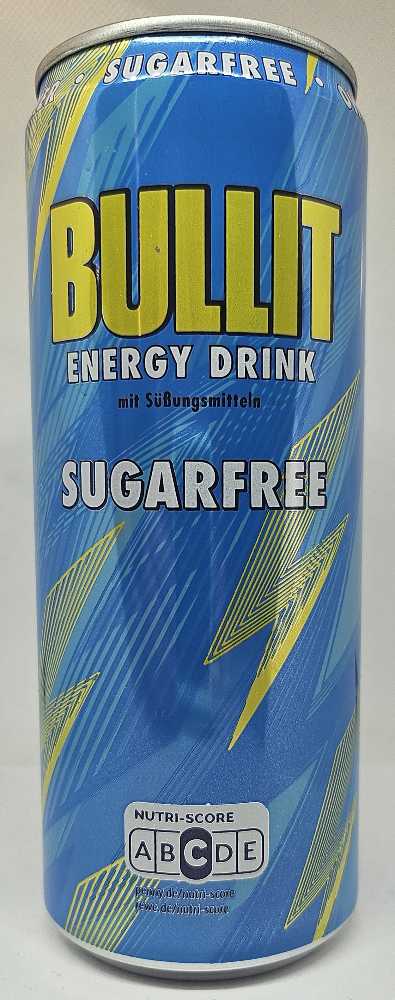 · SUGARFREE ·
BULLIT
ENERGY DRINK
mit Süßungsmitteln
SUGARFREE
NUTRI-SCORE
ABCDE
penny.de/nutri-score
rewe.de/nutri-score